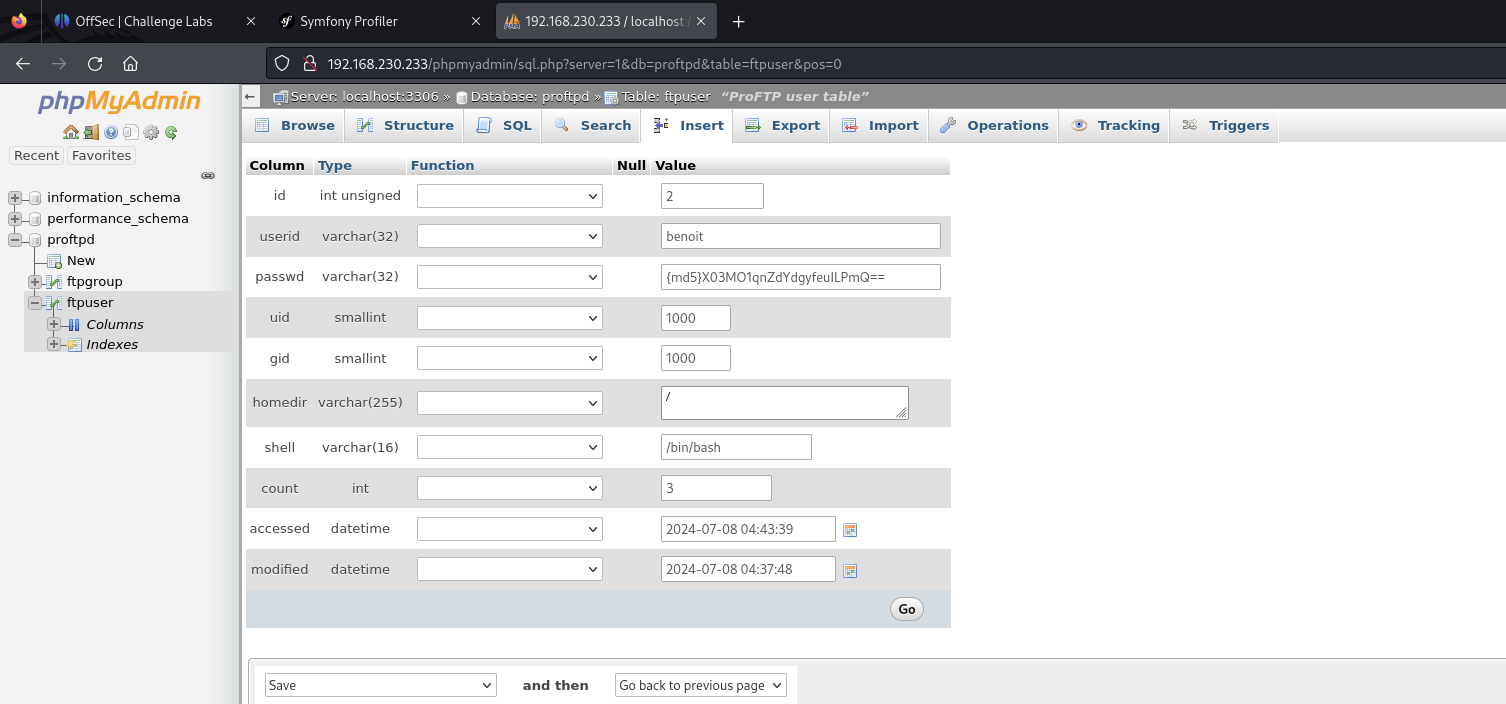 OffSec | Challenge Labs
Symfony Profiler
192.168.230.233 / localhost /
192.168.230.233/phpmyadmin/sql.php?server=1&db=proftpd&table=ftpuser&pos=0
phpMyAdmin
Recent Favorites
information_schema
performance_schema
proftpd
New
ftpgroup
ftpuser
Columns
Indexes
Server: localhost:3306 » Database: proftpd » Table: ftpuser "ProFTP user table"
Browse Structure SQL Search Insert Export Import Operations Tracking Triggers
Column Type Function Null Value
id int unsigned 2
userid varchar(32) benoit
passwd varchar(32) {md5}X03MO1qnZdYdgyfeuILPmQ==
uid smallint 1000
gid smallint 1000
homedir varchar(255) /
shell varchar(16) /bin/bash
count int 3
accessed datetime 2024-07-08 04:43:39
modified datetime 2024-07-08 04:37:48
Go
Save and then Go back to previous page